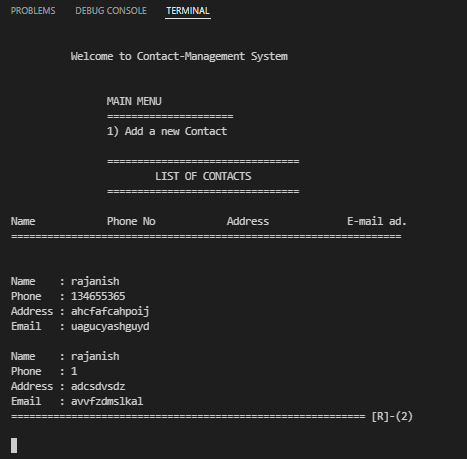 PROBLEMS DEBUG CONSOLE TERMINAL
Welcome to Contact-Management System
MAIN MENU
=====================
1) Add a new Contact
================================
LIST OF CONTACTS
================================
Name Phone No Address E-mail ad.
=================================================================
Name : rajanish
Phone : 134655365
Address : ahcfafcahpoij
Email : uagucyashguyd
Name : rajanish
Phone : 1
Address : adcsdvsdz
Email : avvfzdmslkal
=========================================================== [R]-(2)